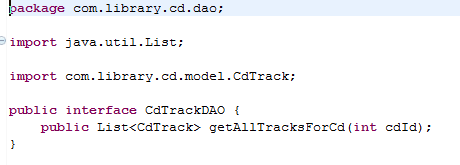 package com.library.cd.dao;
import java.util.List;
import com.library.cd.model.CdTrack;
public interface CdTrackDAO {
public List<CdTrack> getAllTracksForCd(int cdId);
}